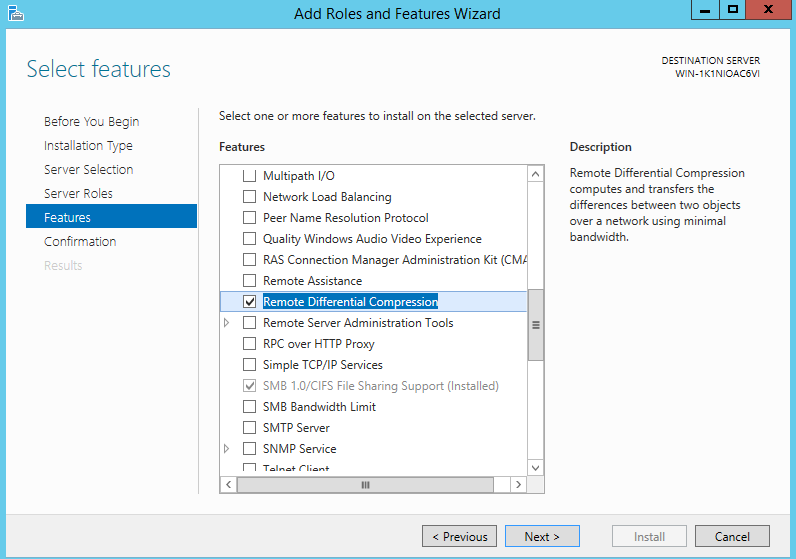 Add Roles and Features Wizard
Select features
DESTINATION SERVER
WIN-1K1NIOAC6VI
Before You Begin
Installation Type
Server Selection
Server Roles
Features
Confirmation
Results
Select one or more features to install on the selected server.
Features
Multipath I/O
Network Load Balancing
Peer Name Resolution Protocol
Quality Windows Audio Video Experience
RAS Connection Manager Administration Kit (CMA
Remote Assistance
Remote Differential Compression
Remote Server Administration Tools
RPC over HTTP Proxy
Simple TCP/IP Services
SMB 1.0/CIFS File Sharing Support (Installed)
SMB Bandwidth Limit
SMTP Server
SNMP Service
Telnet Client
Description
Remote Differential Compression
computes and transfers the
differences between two objects
over a network using minimal
bandwidth.
< Previous
Next >
Install
Cancel